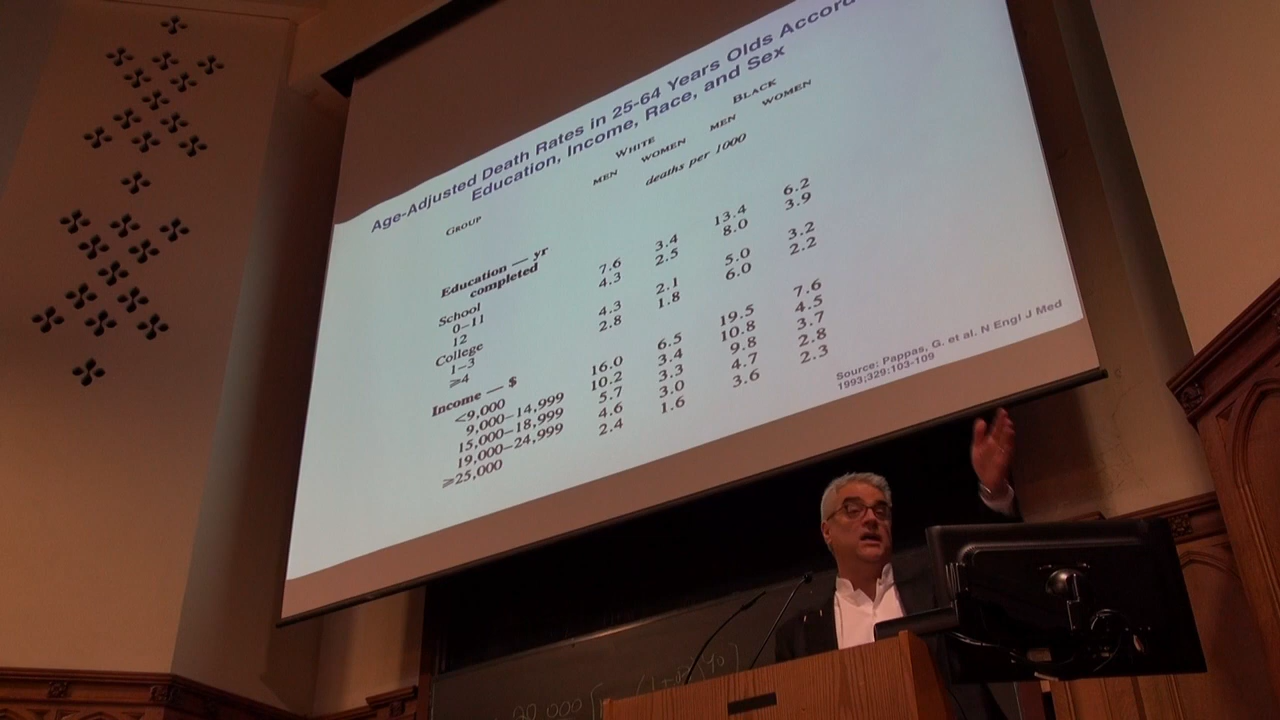 Age-Adjusted Death Rates in 25-64 Years Olds Accord
Education, Income, Race, and Sex
GROUP WHITE BLACK
MEN WOMEN MEN WOMEN
deaths per 1000
Education — yr
completed
School
0–11 7.6 3.4 13.4 6.2
12 4.3 2.5 8.0 3.9
College
1–3 4.3 2.1 5.0 3.2
≥4 2.8 1.8 6.0 2.2
Income — $
<9,000 16.0 6.5 19.5 7.6
9,000–14,999 10.2 3.4 10.8 4.5
15,000–18,999 5.7 3.3 9.8 3.7
19,000–24,999 4.6 3.0 4.7 2.8
≥25,000 2.4 1.6 3.6 2.3
Source: Pappas, G. et al. N Engl J Med
1993;329:103-109